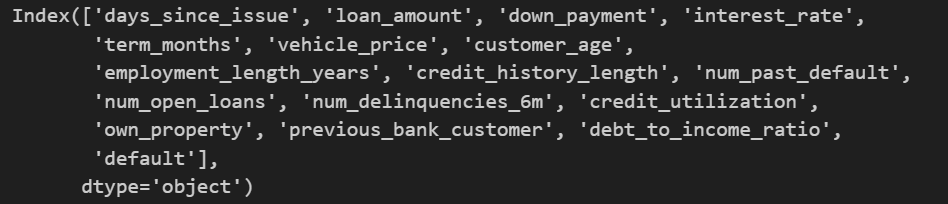 Index(['days_since_issue', 'loan_amount', 'down_payment', 'interest_rate',
       'term_months', 'vehicle_price', 'customer_age',
       'employment_length_years', 'credit_history_length', 'num_past_default',
       'num_open_loans', 'num_delinquencies_6m', 'credit_utilization',
       'own_property', 'previous_bank_customer', 'debt_to_income_ratio',
       'default'],
      dtype='object')